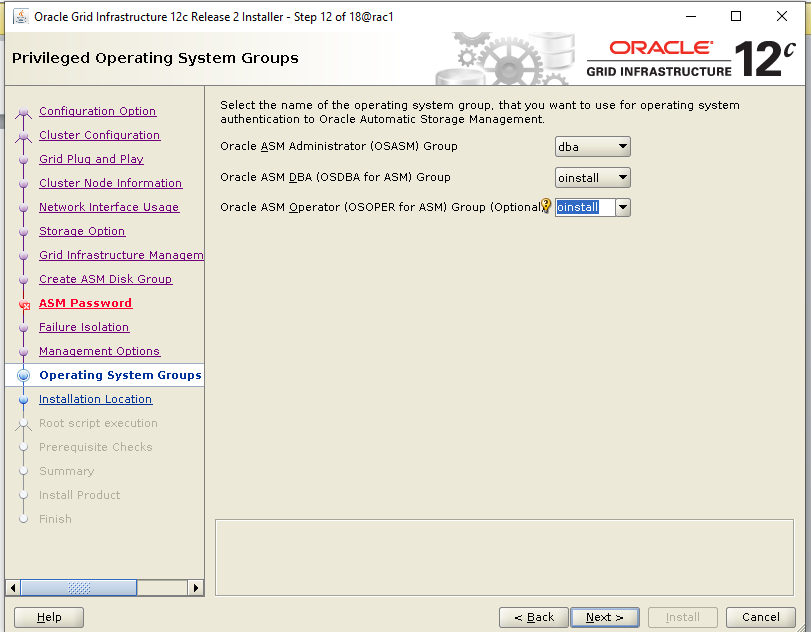 Oracle Grid Infrastructure 12c Release 2 Installer - Step 12 of 18@rac1
Privileged Operating System Groups
ORACLE
GRID INFRASTRUCTURE
12c
Configuration Option
Cluster Configuration
Grid Plug and Play
Cluster Node Information
Network Interface Usage
Storage Option
Grid Infrastructure Managem
Create ASM Disk Group
ASM Password
Failure Isolation
Management Options
Operating System Groups
Installation Location
Root script execution
Prerequisite Checks
Summary
Install Product
Finish
Select the name of the operating system group, that you want to use for operating system
authentication to Oracle Automatic Storage Management.
Oracle ASM Administrator (OSASM) Group
dba
Oracle ASM DBA (OSDBA for ASM) Group
oinstall
Oracle ASM Operator (OSOPER for ASM) Group (Optional)
oinstall
Help
< Back
Next >
Install
Cancel